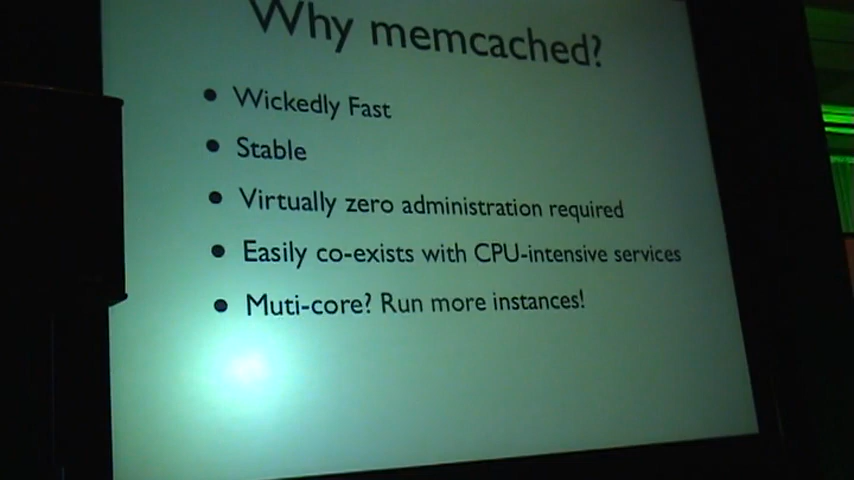 Why memcached?
• Wickedly Fast
• Stable
• Virtually zero administration required
• Easily co-exists with CPU-intensive services
• Muti-core? Run more instances!